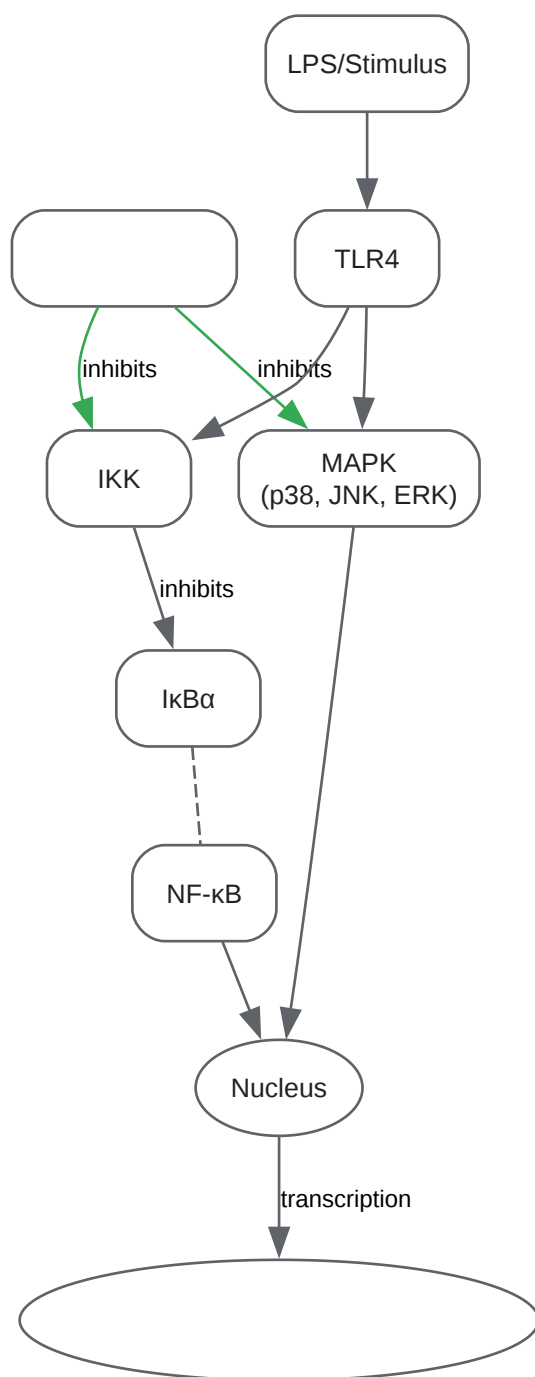 LPS/Stimulus
TLR4
inhibits
inhibits
IKK
MAPK
(p38, JNK, ERK)
inhibits
IκBα
NF-κB
Nucleus
transcription